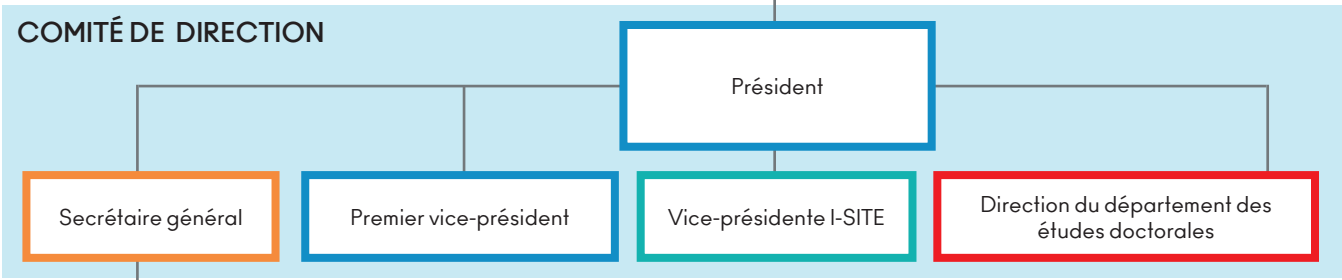 COMITÉ DE DIRECTION
Président
Secrétaire général
Premier vice-président
Vice-présidente I-SITE
Direction du département des
études doctorales